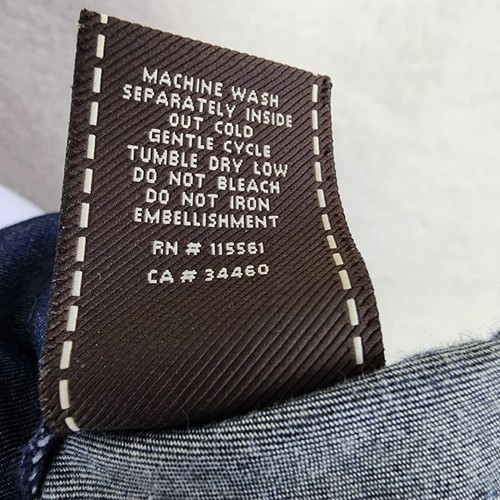 MACHINE WASH
SEPARATELY INSIDE
OUT COLD
GENTLE CYCLE
TUMBLE DRY LOW
DO NOT BLEACH
DO NOT IRON
EMBELLISHMENT
RN # 115561
CA # 34460